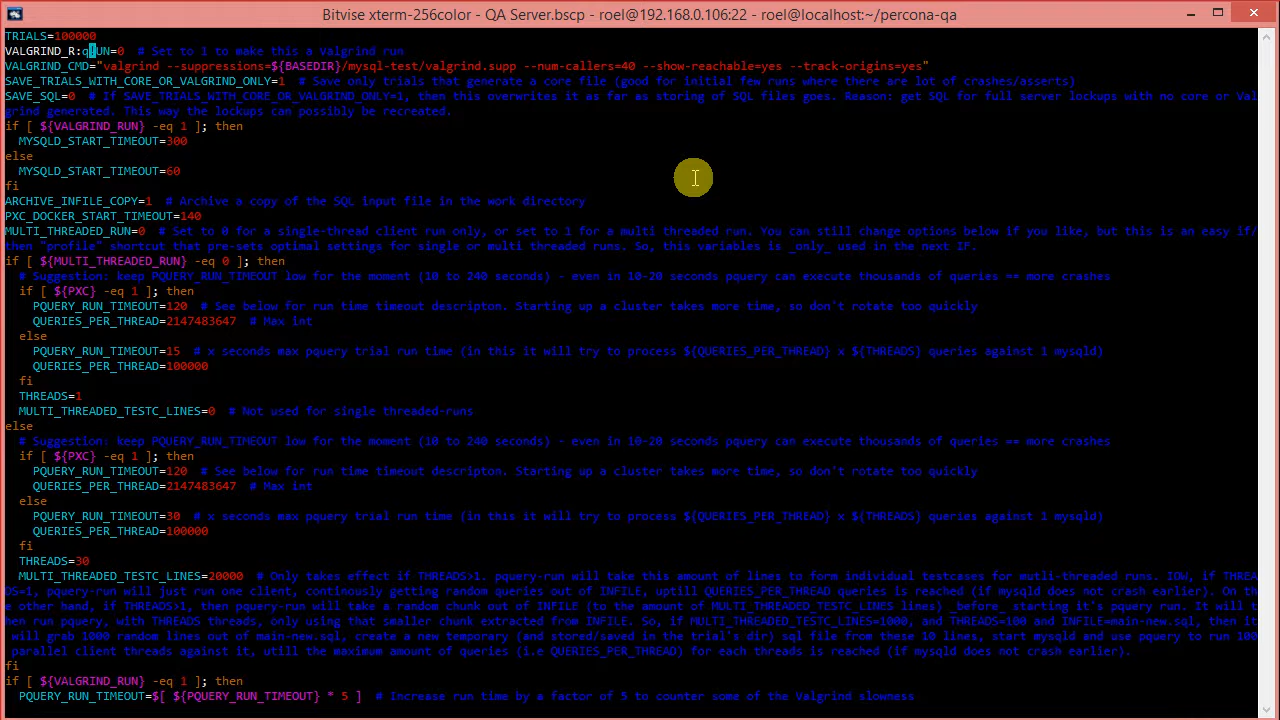 Bitvise xterm-256color - QA Server.bscp - roel@192.168.0.106:22 - roel@localhost:~/percona-qa
TRIALS=100000
VALGRIND_R:q!UN=0  # Set to 1 to make this a Valgrind run
VALGRIND_CMD="valgrind --suppressions=${BASEDIR}/mysql-test/valgrind.supp --num-callers=40 --show-reachable=yes --track-origins=yes"
SAVE_TRIALS_WITH_CORE_OR_VALGRIND_ONLY=1  # Save only trials that generate a core file (good for initial few runs where there are lot of crashes/asserts)
SAVE_SQL=0  # If SAVE_TRIALS_WITH_CORE_OR_VALGRIND_ONLY=1, then this overwrites it as far as storing of SQL files goes. Reason: get SQL for full server lockups with no core or Val
grind generated. This way the lockups can possibly be recreated.
if [ ${VALGRIND_RUN} -eq 1 ]; then
  MYSQLD_START_TIMEOUT=300
else
  MYSQLD_START_TIMEOUT=60
fi
ARCHIVE_INFILE_COPY=1  # Archive a copy of the SQL input file in the work directory
PXC_DOCKER_START_TIMEOUT=140
MULTI_THREADED_RUN=0  # Set to 0 for a single-thread client run only, or set to 1 for a multi threaded run. You can still change options below if you like, but this is an easy if/
then "profile" shortcut that pre-sets optimal settings for single or multi threaded runs. So, this variables is _only_ used in the next IF.
if [ ${MULTI_THREADED_RUN} -eq 0 ]; then
  # Suggestion: keep PQUERY_RUN_TIMEOUT low for the moment (10 to 240 seconds) - even in 10-20 seconds pquery can execute thousands of queries == more crashes
  if [ ${PXC} -eq 1 ]; then
    PQUERY_RUN_TIMEOUT=120  # See below for run time timeout descripton. Starting up a cluster takes more time, so don't rotate too quickly
    QUERIES_PER_THREAD=2147483647  # Max int
  else
    PQUERY_RUN_TIMEOUT=15  # x seconds max pquery trial run time (in this it will try to process ${QUERIES_PER_THREAD} x ${THREADS} queries against 1 mysqld)
    QUERIES_PER_THREAD=100000
  fi
  THREADS=1
  MULTI_THREADED_TESTC_LINES=0  # Not used for single threaded-runs
else
  # Suggestion: keep PQUERY_RUN_TIMEOUT low for the moment (10 to 240 seconds) - even in 10-20 seconds pquery can execute thousands of queries == more crashes
  if [ ${PXC} -eq 1 ]; then
    PQUERY_RUN_TIMEOUT=120  # See below for run time timeout descripton. Starting up a cluster takes more time, so don't rotate too quickly
    QUERIES_PER_THREAD=2147483647  # Max int
  else
    PQUERY_RUN_TIMEOUT=30  # x seconds max pquery trial run time (in this it will try to process ${QUERIES_PER_THREAD} x ${THREADS} queries against 1 mysqld)
    QUERIES_PER_THREAD=100000
  fi
  THREADS=30
  MULTI_THREADED_TESTC_LINES=20000  # Only takes effect if THREADS>1. pquery-run will take this amount of lines to form individual testcases for mutli-threaded runs. IOW, if THREA
DS=1, pquery-run will just run one client, continously getting random queries out of INFILE, uptill QUERIES_PER_THREAD queries is reached (if mysqld does not crash earlier). On th
e other hand, if THREADS>1, then pquery-run will take a random chunk out of INFILE (to the amount of MULTI_THREADED_TESTC_LINES lines) _before_ starting it's pquery run. It will t
hen run pquery, with THREADS threads, only using that smaller chunk extracted from INFILE. So, if MULTI_THREADED_TESTC_LINES=1000, and THREADS=100 and INFILE=main-new.sql, then it
 will grab 1000 random lines out of main-new.sql, create a new temporary (and stored/saved in the trial's dir) sql file from these 10 lines, start mysqld and use pquery to run 100
 parallel client threads against it, utill the maximum amount of queries (i.e QUERIES_PER_THREAD) for each threads is reached (if mysqld does not crash earlier).
fi
if [ ${VALGRIND_RUN} -eq 1 ]; then
  PQUERY_RUN_TIMEOUT=$[ ${PQUERY_RUN_TIMEOUT} * 5 ]  # Increase run time by a factor of 5 to counter some of the Valgrind slowness